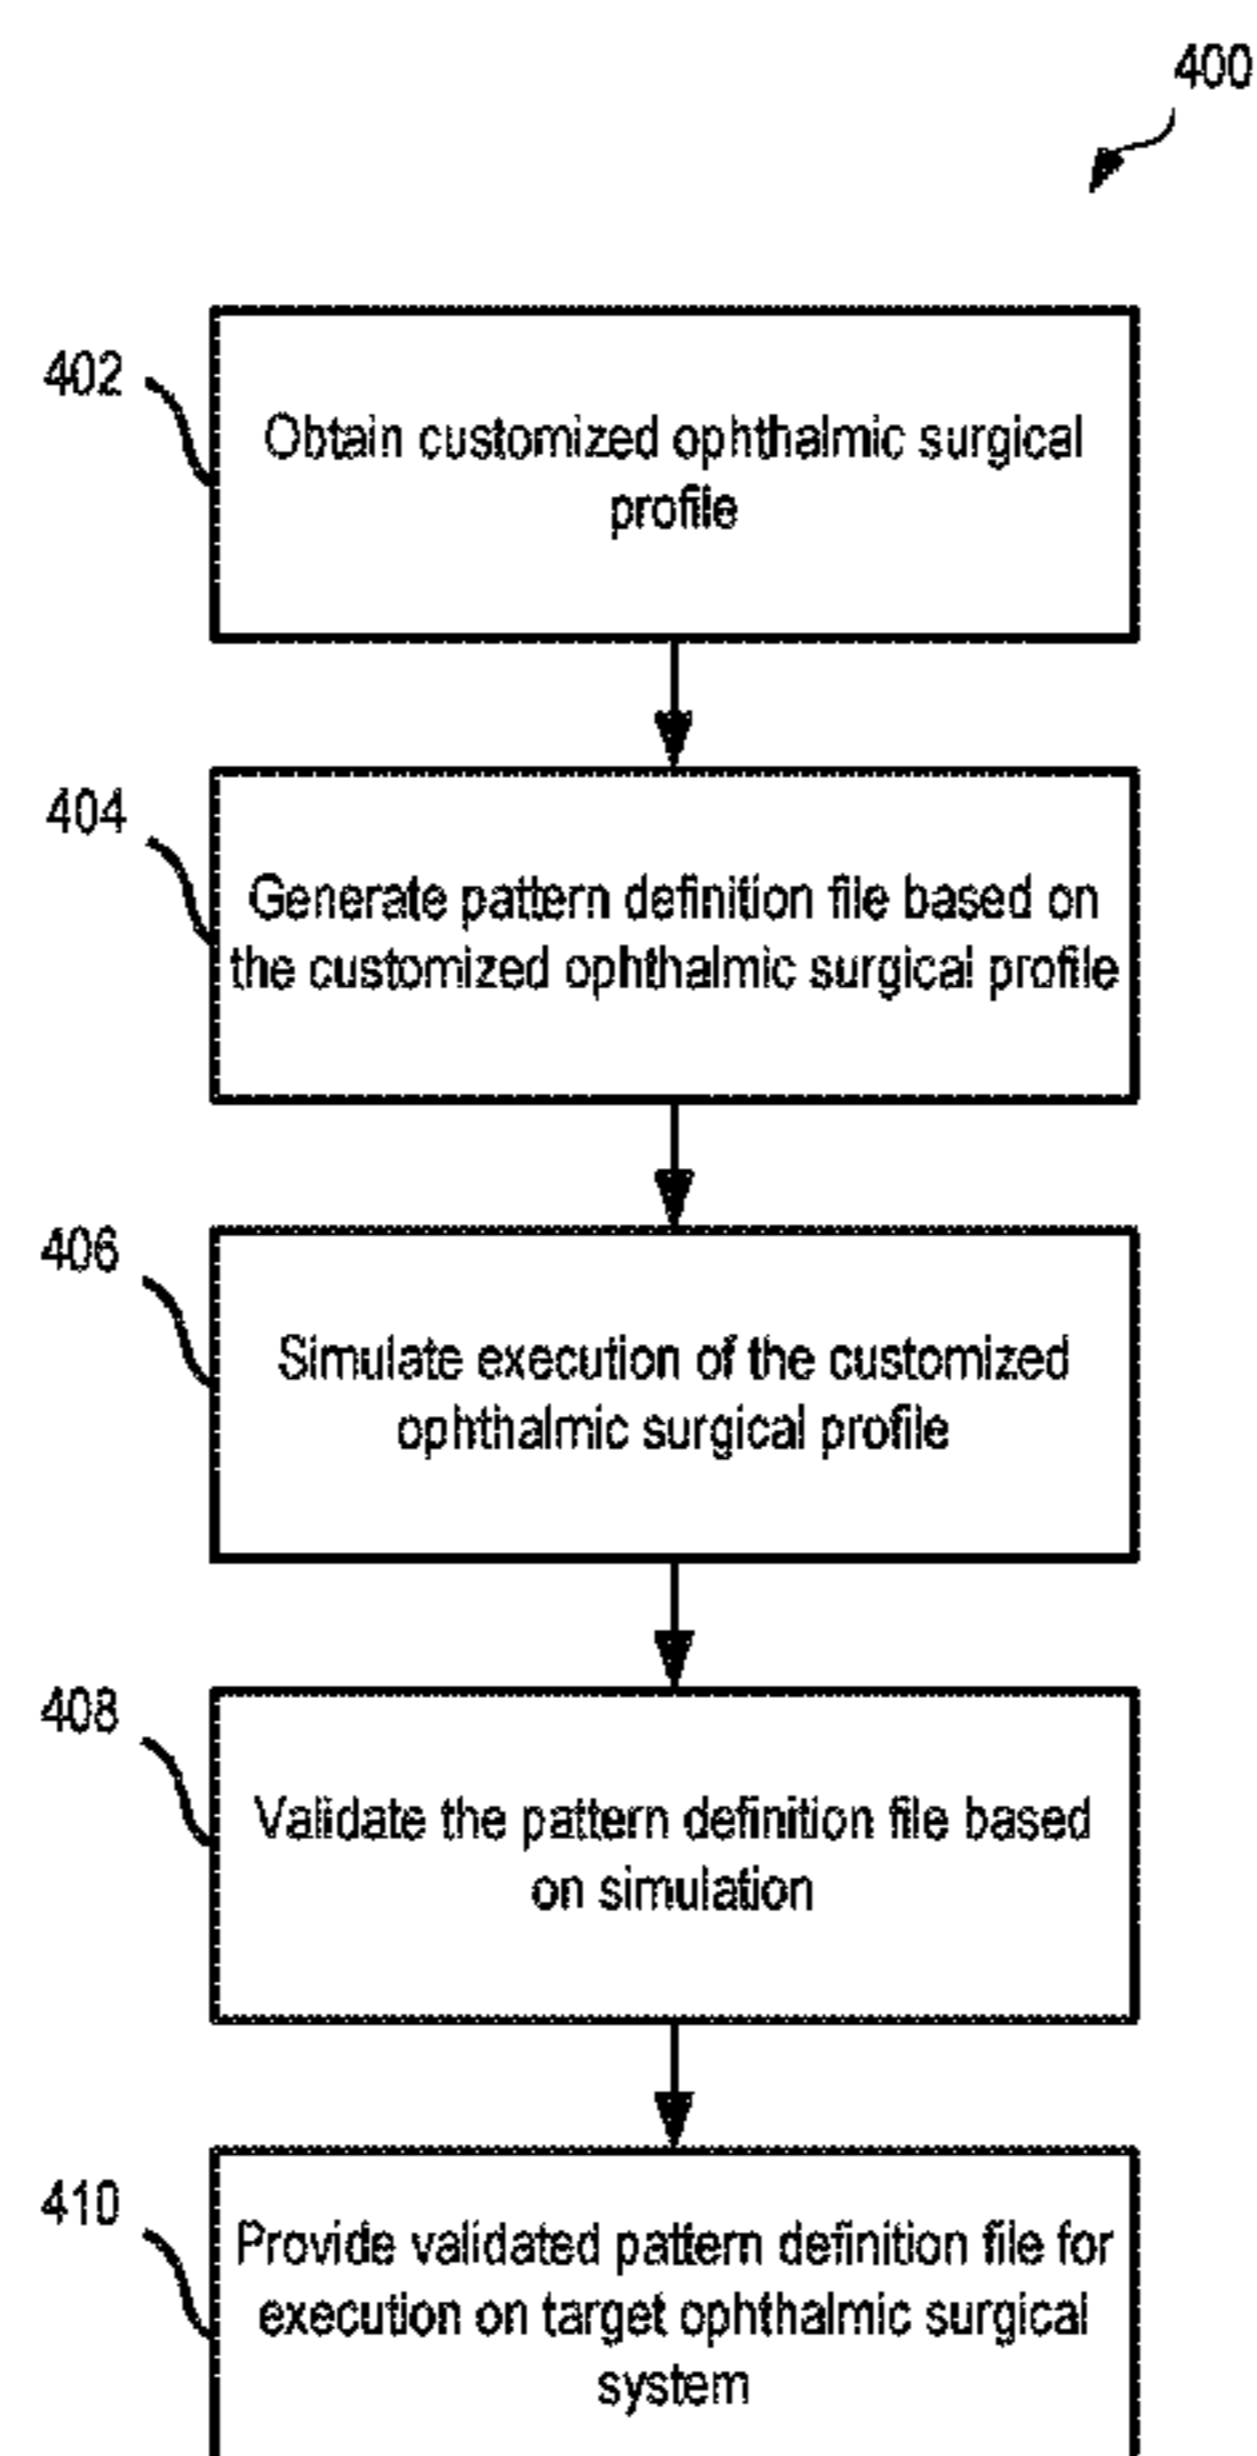 400
402
Obtain customized ophthalmic surgical
profile
404
Generate pattern definition file based on
the customized ophthalmic surgical profile
406
Simulate execution of the customized
ophthalmic surgical profile
408
Validate the pattern definition file based
on simulation
410
Provide validated pattern definition file for
execution on target ophthalmic surgical
system